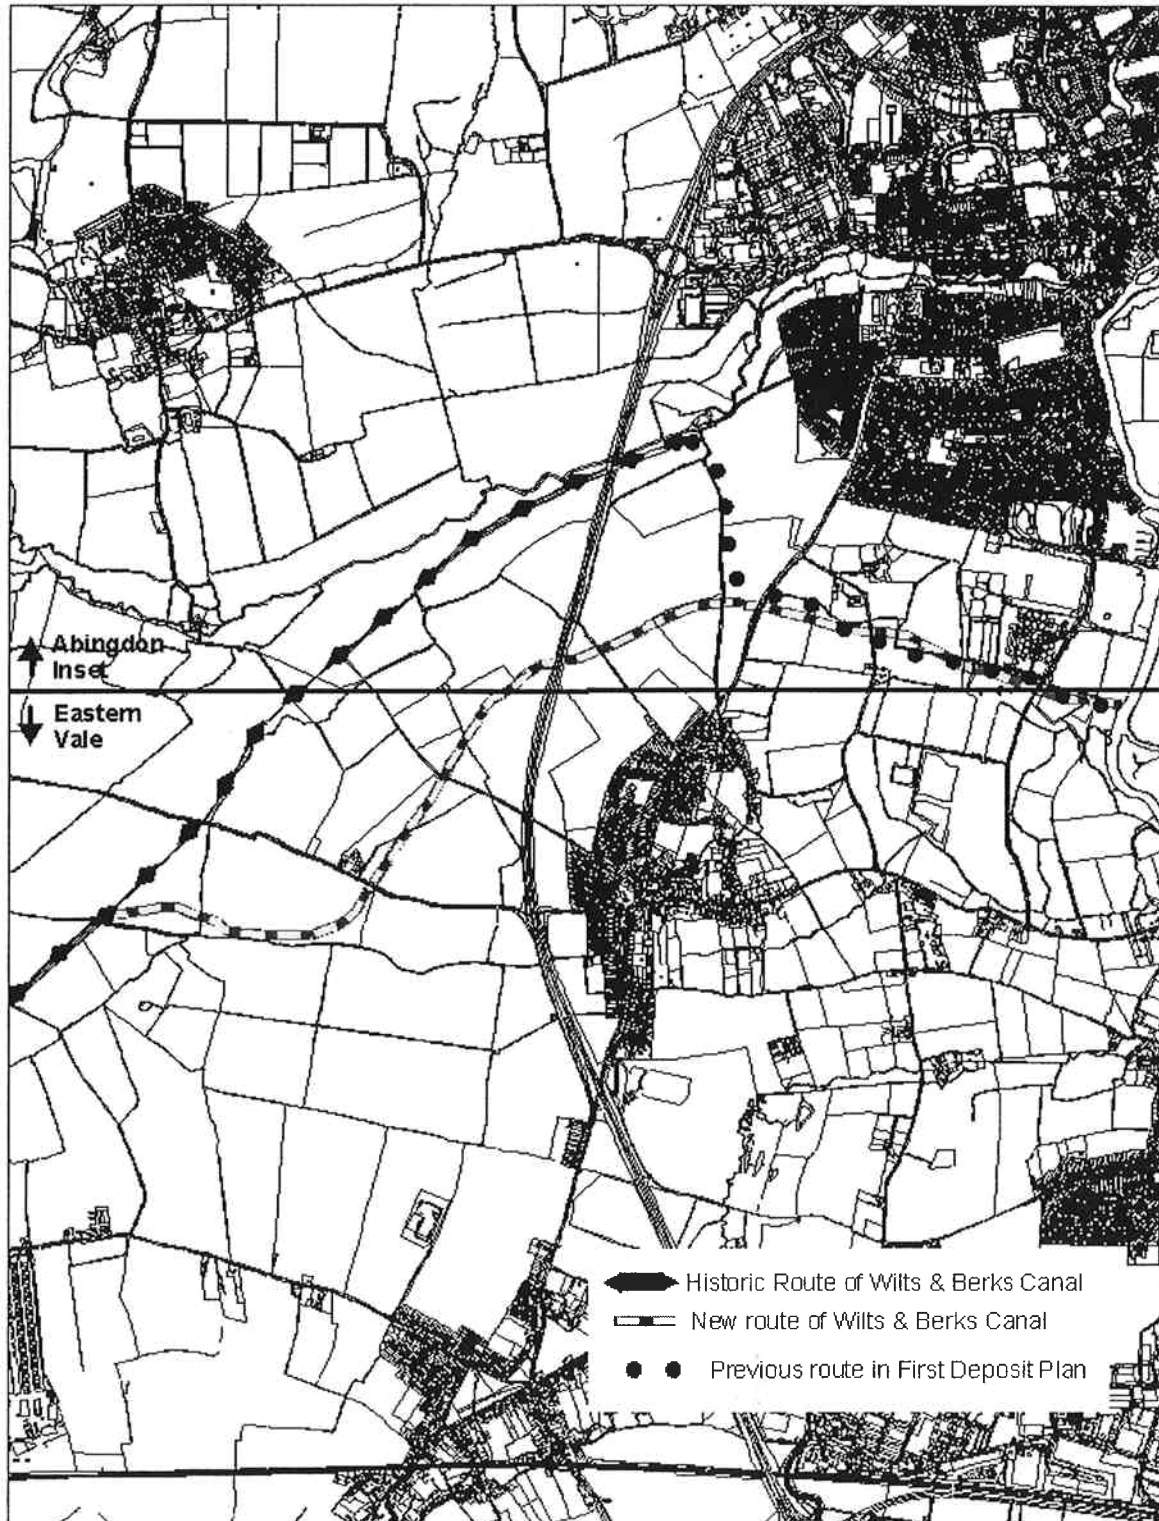 Abingdon
Inset
Eastern
Vale
Historic Route of Wilts & Berks Canal
New route of Wilts & Berks Canal
Previous route in First Deposit Plan